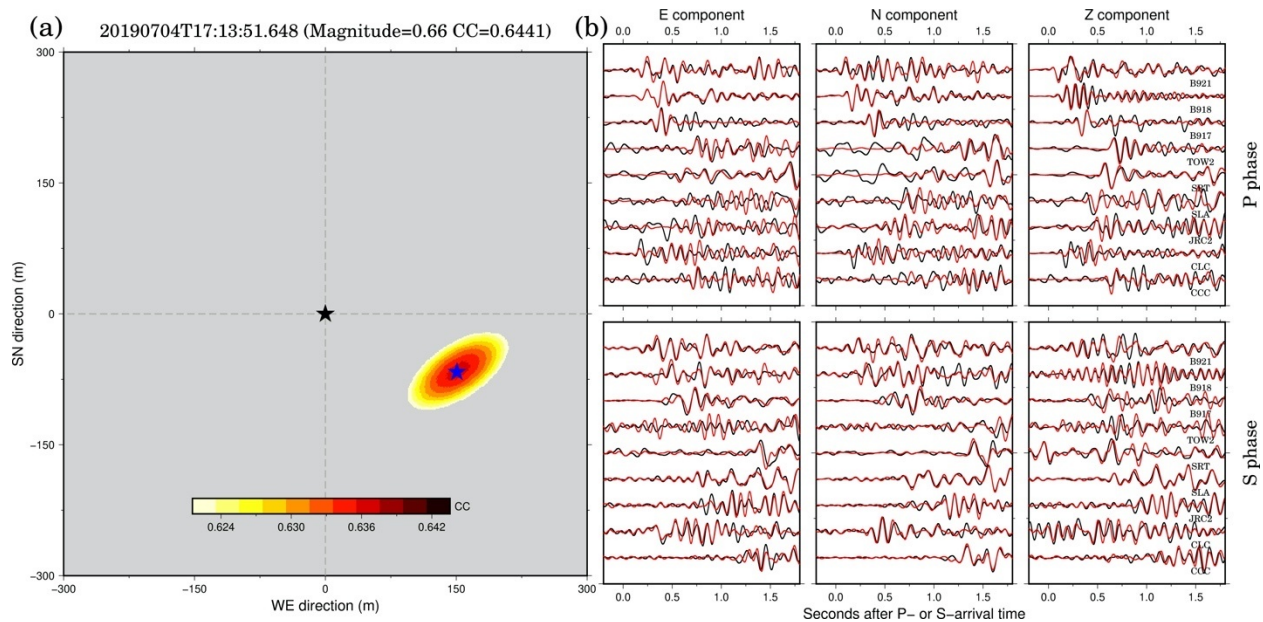 (a)
20190704T17:13:51.648 (Magnitude=0.66 CC=0.6441)
300
150
0
−150
−300
SN direction (m)
−300 −150 0 150 300
WE direction (m)
CC
0.624 0.630 0.636 0.642
(b)
E component N component Z component
0.0 0.5 1.0 1.5 0.0 0.5 1.0 1.5 0.0 0.5 1.0 1.5
B921
B918
B917
TOW2
SRT
SLA
JRC2
CLC
CCC
P phase
B921
B918
B917
TOW2
SRT
SLA
JRC2
CLC
CCC
S phase
0.0 0.5 1.0 1.5 0.0 0.5 1.0 1.5 0.0 0.5 1.0 1.5
Seconds after P− or S−arrival time